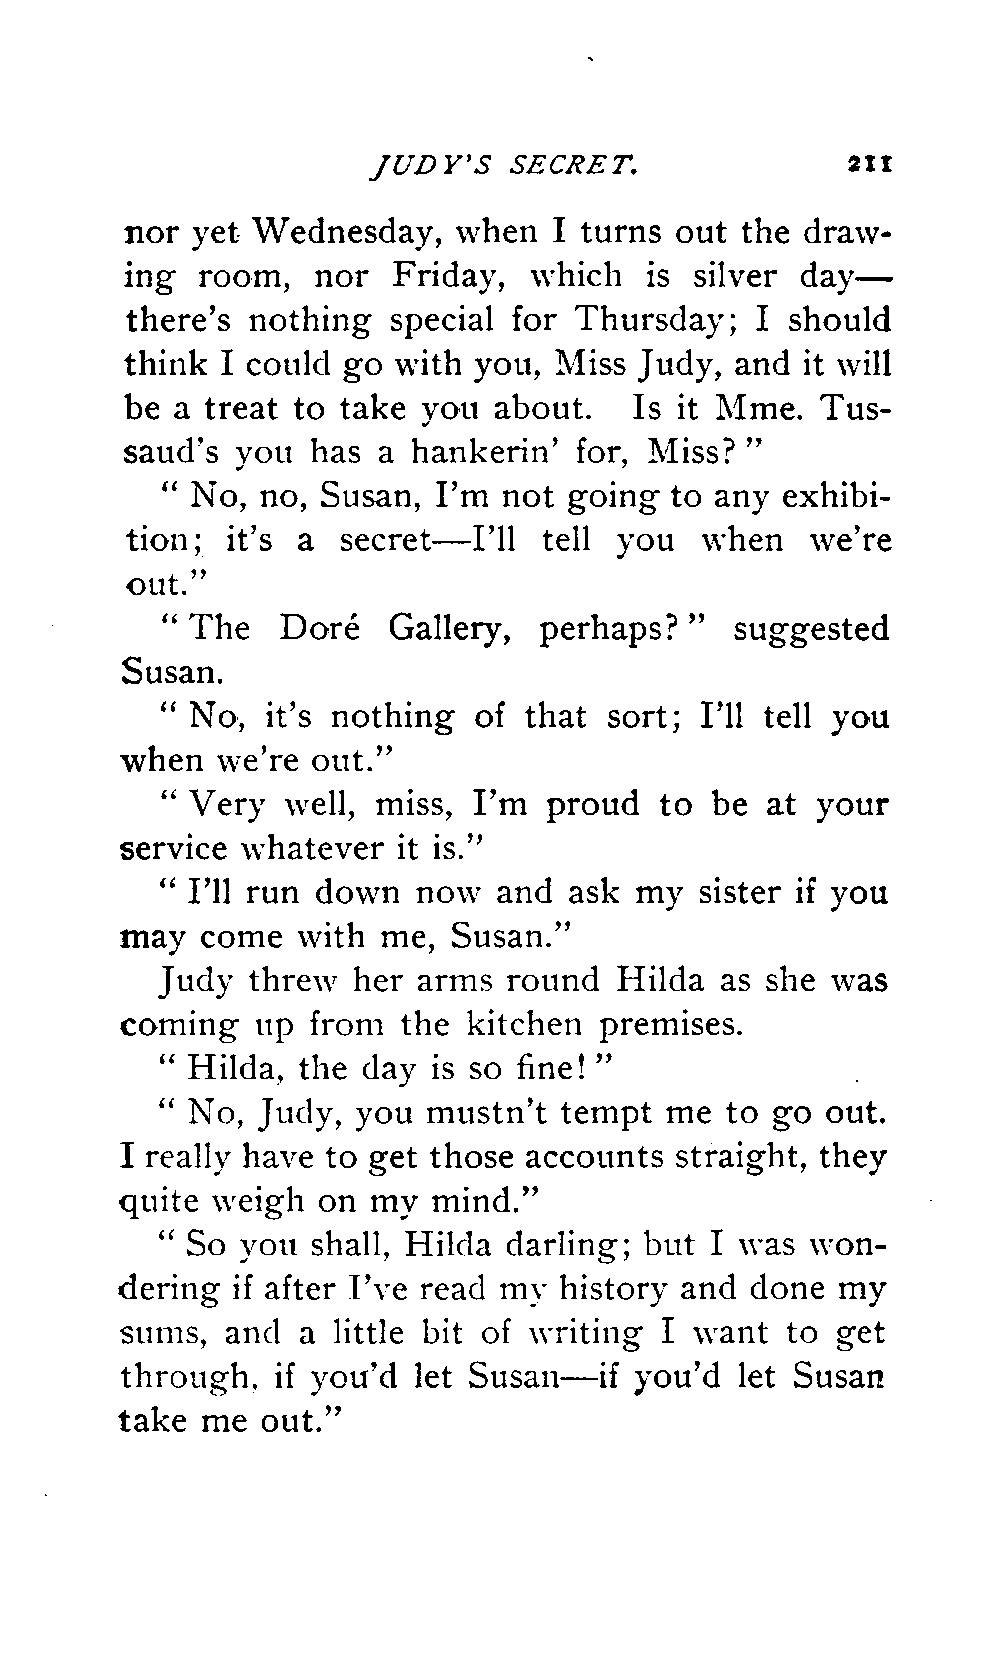 JUDY'S SECRET. 211
nor yet Wednesday, when I turns out the draw-
ing room, nor Friday, which is silver day—
there's nothing special for Thursday; I should
think I could go with you, Miss Judy, and it will
be a treat to take you about. Is it Mme. Tus-
saud's you has a hankerin' for, Miss?"
"No, no, Susan, I'm not going to any exhibi-
tion; it's a secret—I'll tell you when we're
out."
"The Doré Gallery, perhaps?" suggested
Susan.
"No, it's nothing of that sort; I'll tell you
when we're out."
"Very well, miss, I'm proud to be at your
service whatever it is."
"I'll run down now and ask my sister if you
may come with me, Susan."
Judy threw her arms round Hilda as she was
coming up from the kitchen premises.
"Hilda, the day is so fine!"
"No, Judy, you mustn't tempt me to go out.
I really have to get those accounts straight, they
quite weigh on my mind."
"So you shall, Hilda darling; but I was won-
dering if after I've read my history and done my
sums, and a little bit of writing I want to get
through, if you'd let Susan—if you'd let Susan
take me out."